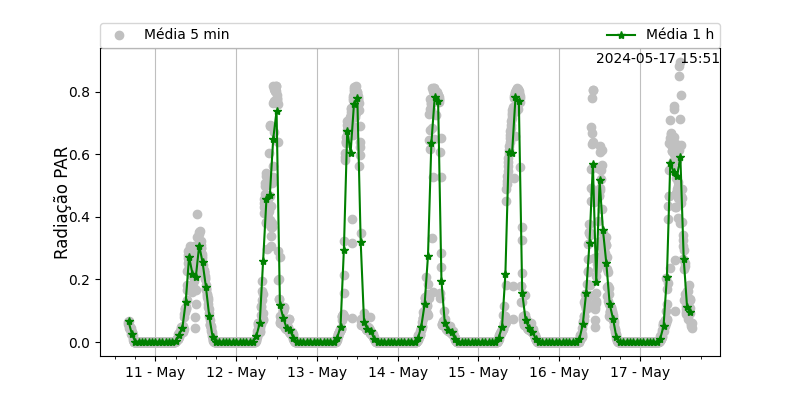 Média 5 min
Média 1 h
2024-05-17 15:51
Radiação PAR
0.8
0.6
0.4
0.2
0.0
11 - May
12 - May
13 - May
14 - May
15 - May
16 - May
17 - May